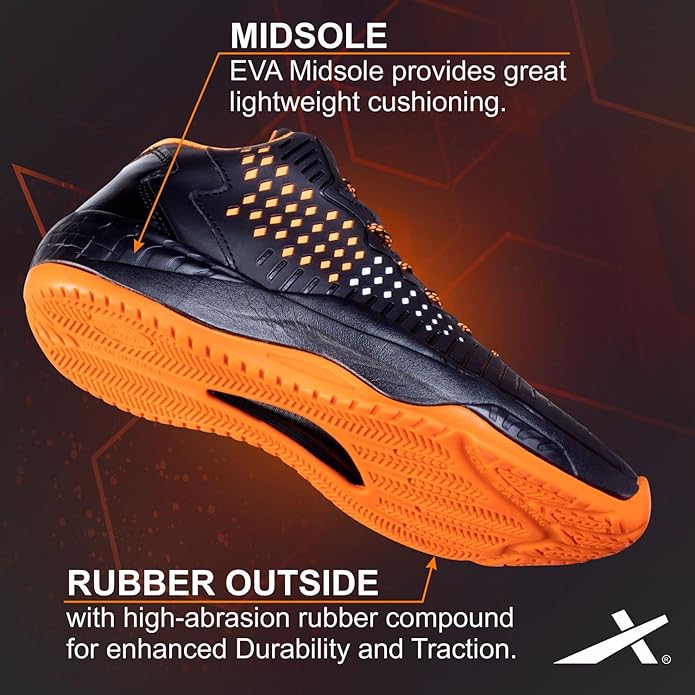 MIDSOLE
EVA Midsole provides great
lightweight cushioning.
RUBBER OUTSIDE
with high-abrasion rubber compound
for enhanced Durability and Traction.
®